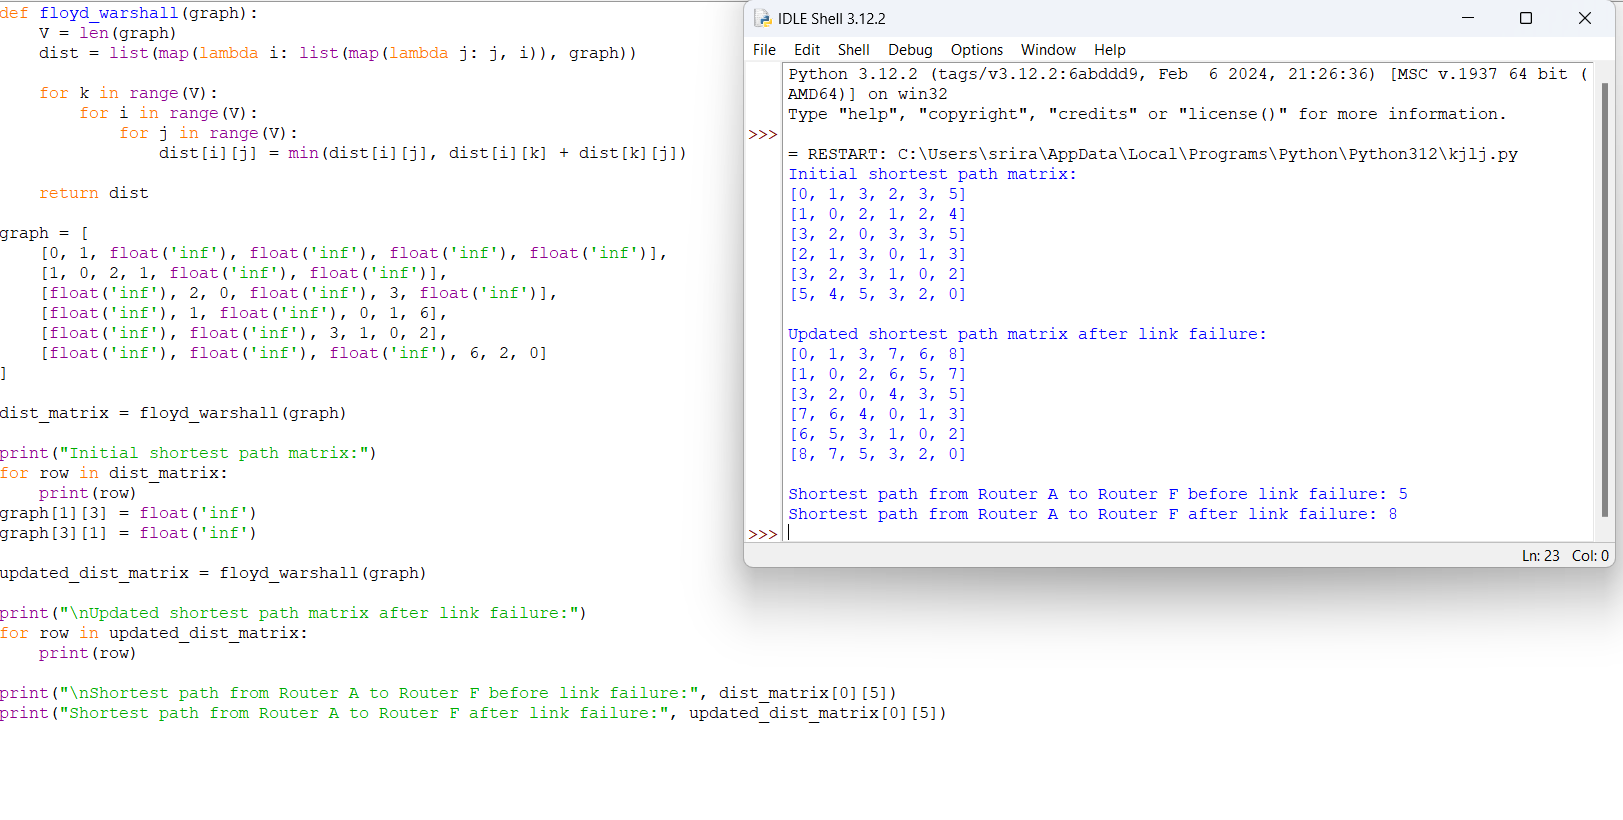 def floyd_warshall(graph):
    V = len(graph)
    dist = list(map(lambda i: list(map(lambda j: j, i)), graph))

    for k in range(V):
        for i in range(V):
            for j in range(V):
                dist[i][j] = min(dist[i][j], dist[i][k] + dist[k][j])

    return dist

graph = [
    [0, 1, float('inf'), float('inf'), float('inf'), float('inf')],
    [1, 0, 2, 1, float('inf'), float('inf')],
    [float('inf'), 2, 0, float('inf'), 3, float('inf')],
    [float('inf'), 1, float('inf'), 0, 1, 6],
    [float('inf'), float('inf'), 3, 1, 0, 2],
    [float('inf'), float('inf'), float('inf'), 6, 2, 0]
]

dist_matrix = floyd_warshall(graph)

print("Initial shortest path matrix:")
for row in dist_matrix:
    print(row)
graph[1][3] = float('inf')
graph[3][1] = float('inf')

updated_dist_matrix = floyd_warshall(graph)

print("\nUpdated shortest path matrix after link failure:")
for row in updated_dist_matrix:
    print(row)

print("\nShortest path from Router A to Router F before link failure:", dist_matrix[0][5])
print("Shortest path from Router A to Router F after link failure:", updated_dist_matrix[0][5])

IDLE Shell 3.12.2
File Edit Shell Debug Options Window Help
Python 3.12.2 (tags/v3.12.2:6abddd9, Feb  6 2024, 21:26:36) [MSC v.1937 64 bit (
AMD64)] on win32
Type "help", "copyright", "credits" or "license()" for more information.
>>>
= RESTART: C:\Users\srira\AppData\Local\Programs\Python\Python312\kjlj.py
Initial shortest path matrix:
[0, 1, 3, 2, 3, 5]
[1, 0, 2, 1, 2, 4]
[3, 2, 0, 3, 3, 5]
[2, 1, 3, 0, 1, 3]
[3, 2, 3, 1, 0, 2]
[5, 4, 5, 3, 2, 0]

Updated shortest path matrix after link failure:
[0, 1, 3, 7, 6, 8]
[1, 0, 2, 6, 5, 7]
[3, 2, 0, 4, 3, 5]
[7, 6, 4, 0, 1, 3]
[6, 5, 3, 1, 0, 2]
[8, 7, 5, 3, 2, 0]

Shortest path from Router A to Router F before link failure: 5
Shortest path from Router A to Router F after link failure: 8
>>>
Ln: 23 Col: 0